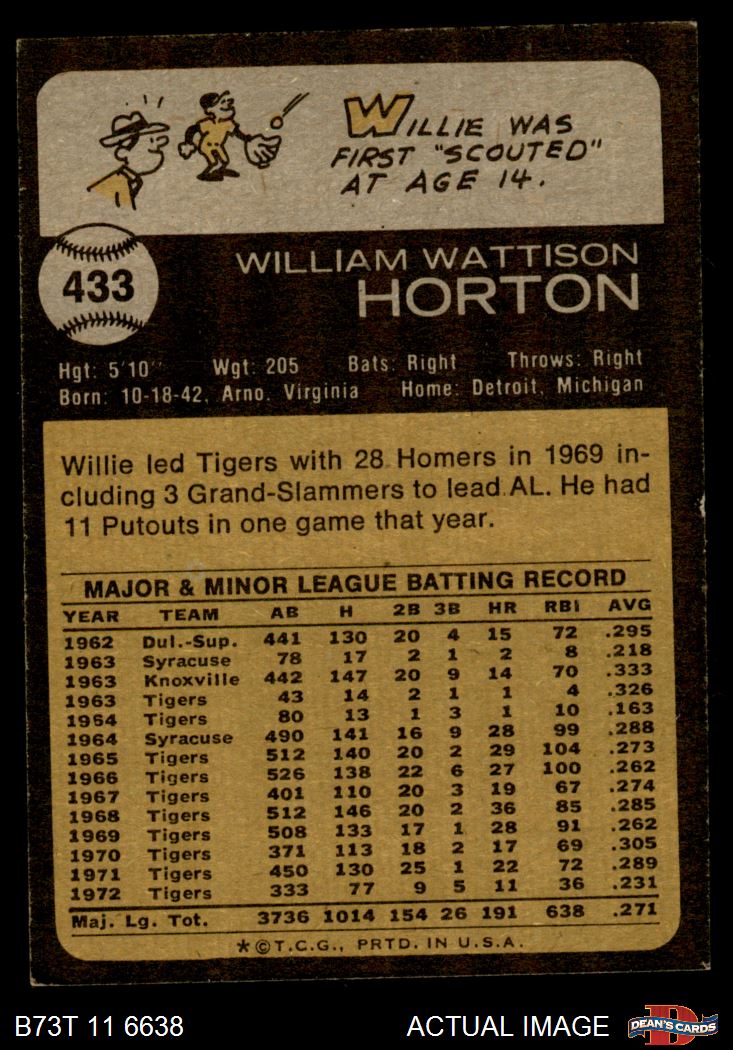 WILLIE WAS
FIRST "SCOUTED"
AT AGE 14.
433
WILLIAM WATTISON
HORTON
Hgt: 5'10" Wgt: 205 Bats: Right Throws: Right
Born: 10-18-42, Arno, Virginia Home: Detroit, Michigan
Willie led Tigers with 28 Homers in 1969 in-
cluding 3 Grand-Slammers to lead AL. He had
11 Putouts in one game that year.
MAJOR & MINOR LEAGUE BATTING RECORD
YEAR TEAM AB H 2B 3B HR RBI AVG
1962 Dul.-Sup. 441 130 20 4 15 72 .295
1963 Syracuse 78 17 2 1 2 8 .218
1963 Knoxville 442 147 20 9 14 70 .333
1963 Tigers 43 14 2 1 1 4 .326
1964 Tigers 80 13 1 3 1 10 .163
1964 Syracuse 490 141 16 9 28 99 .288
1965 Tigers 512 140 20 2 29 104 .273
1966 Tigers 526 138 22 6 27 100 .262
1967 Tigers 401 110 20 3 19 67 .274
1968 Tigers 512 146 20 2 36 85 .285
1969 Tigers 508 133 17 1 28 91 .262
1970 Tigers 371 113 18 2 17 69 .305
1971 Tigers 450 130 25 1 22 72 .289
1972 Tigers 333 77 9 5 11 36 .231
Maj. Lg. Tot. 3736 1014 154 26 191 638 .271
*©T.C.G., PRTD. IN U.S.A.
B73T 11 6638 ACTUAL IMAGE D DEAN'S CARDS